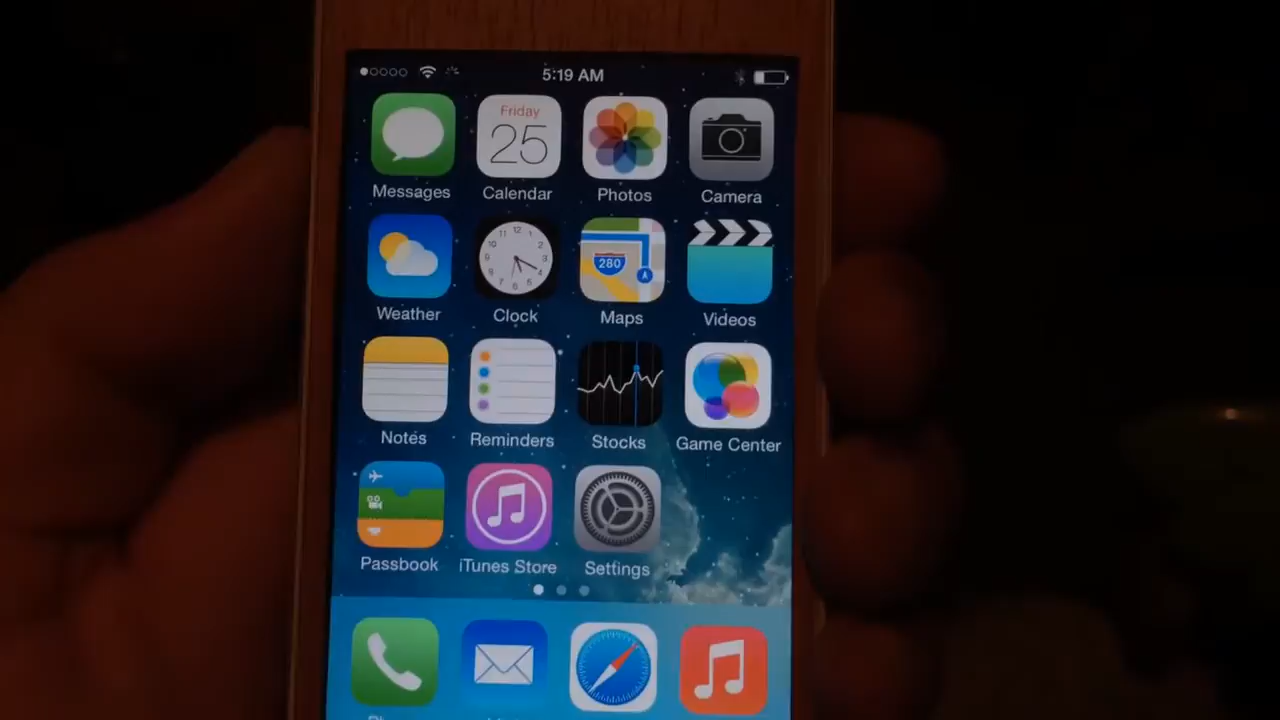 5:19 AM
Friday
25
280
Messages Calendar Photos Camera
Weather Clock Maps Videos
Notes Reminders Stocks Game Center
Passbook iTunes Store Settings